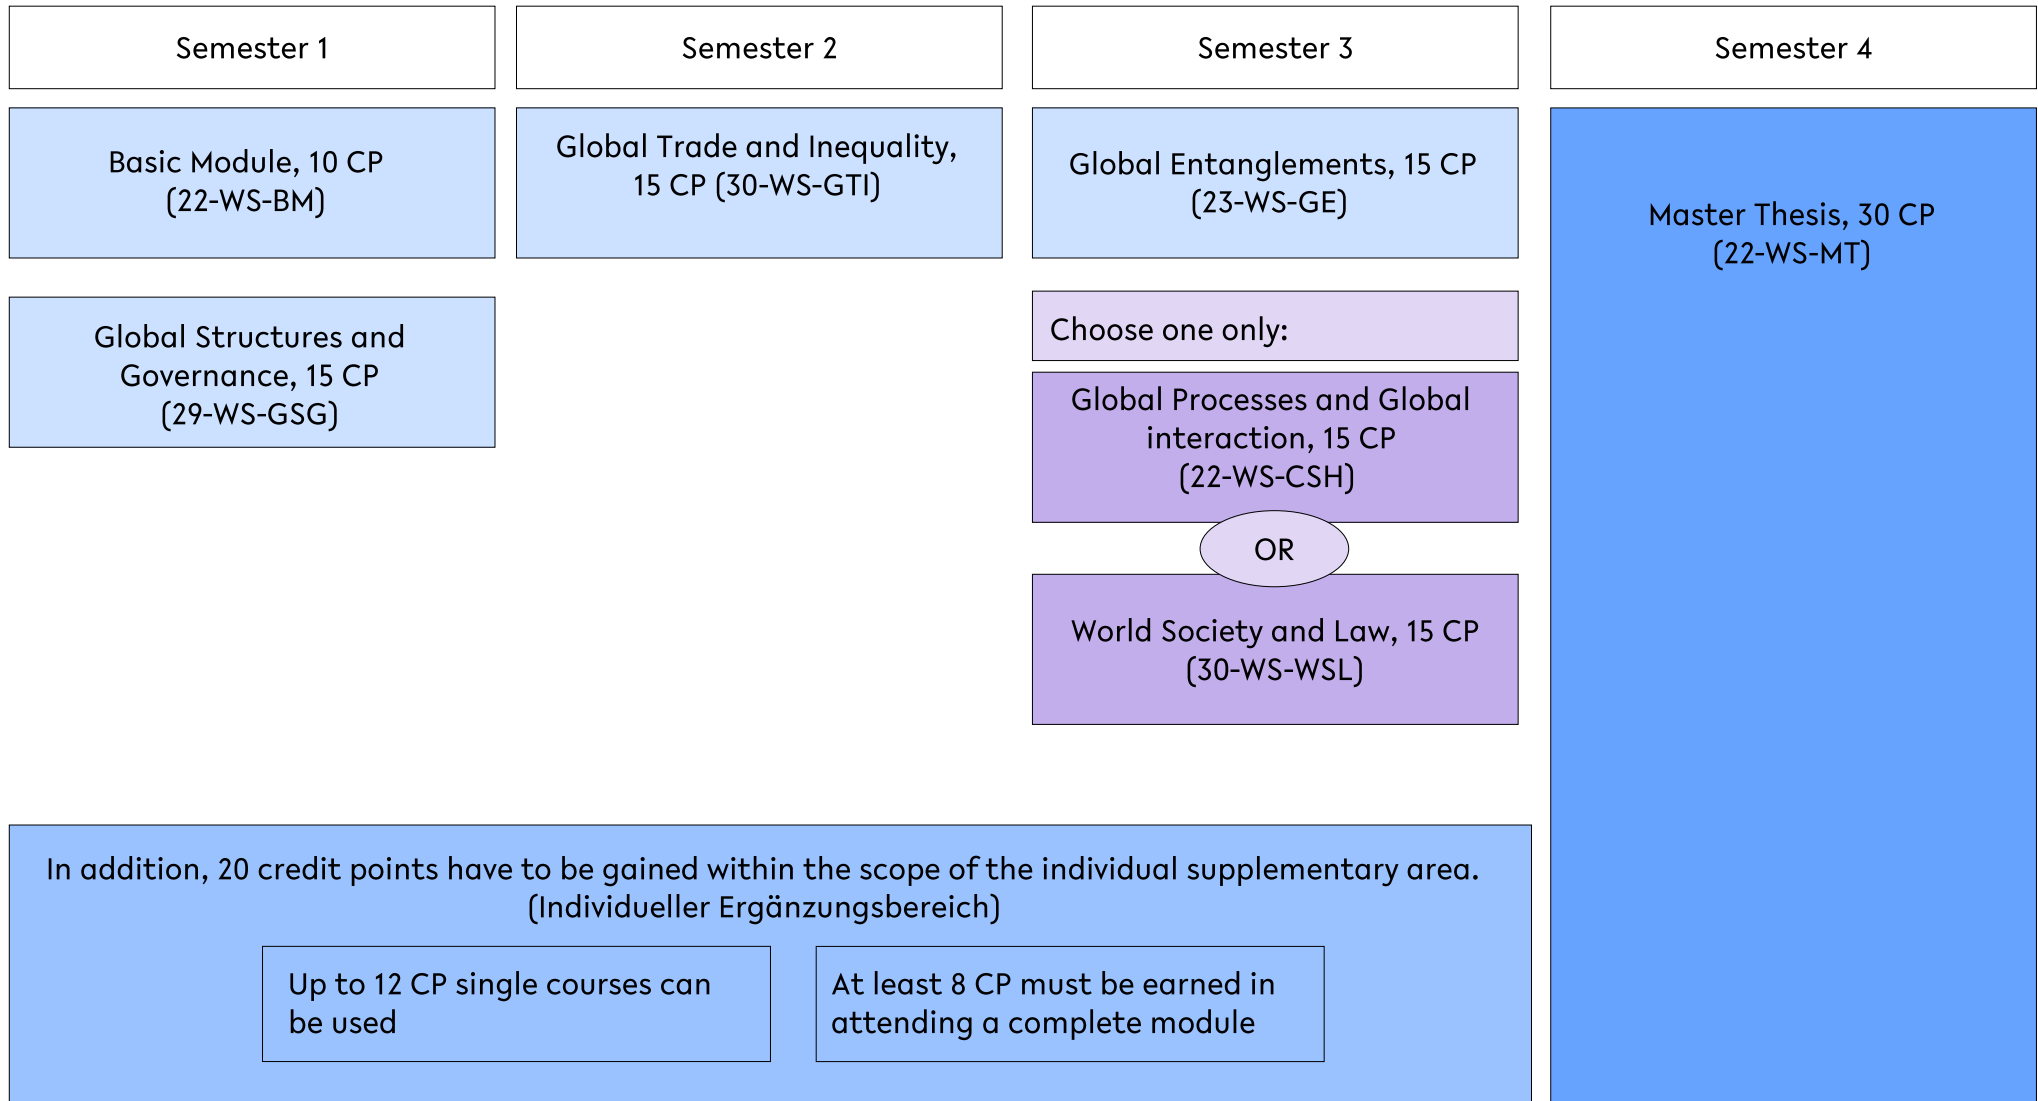 Semester 1
Semester 2
Semester 3
Semester 4
Basic Module, 10 CP
(22-WS-BM)
Global Structures and
Governance, 15 CP
(29-WS-GSG)
Global Trade and Inequality,
15 CP (30-WS-GTI)
Global Entanglements, 15 CP
(23-WS-GE)
Choose one only:
Global Processes and Global
interaction, 15 CP
(22-WS-CSH)
OR
World Society and Law, 15 CP
(30-WS-WSL)
Master Thesis, 30 CP
(22-WS-MT)
In addition, 20 credit points have to be gained within the scope of the individual supplementary area.
(Individueller Ergänzungsbereich)
Up to 12 CP single courses can
be used
At least 8 CP must be earned in
attending a complete module